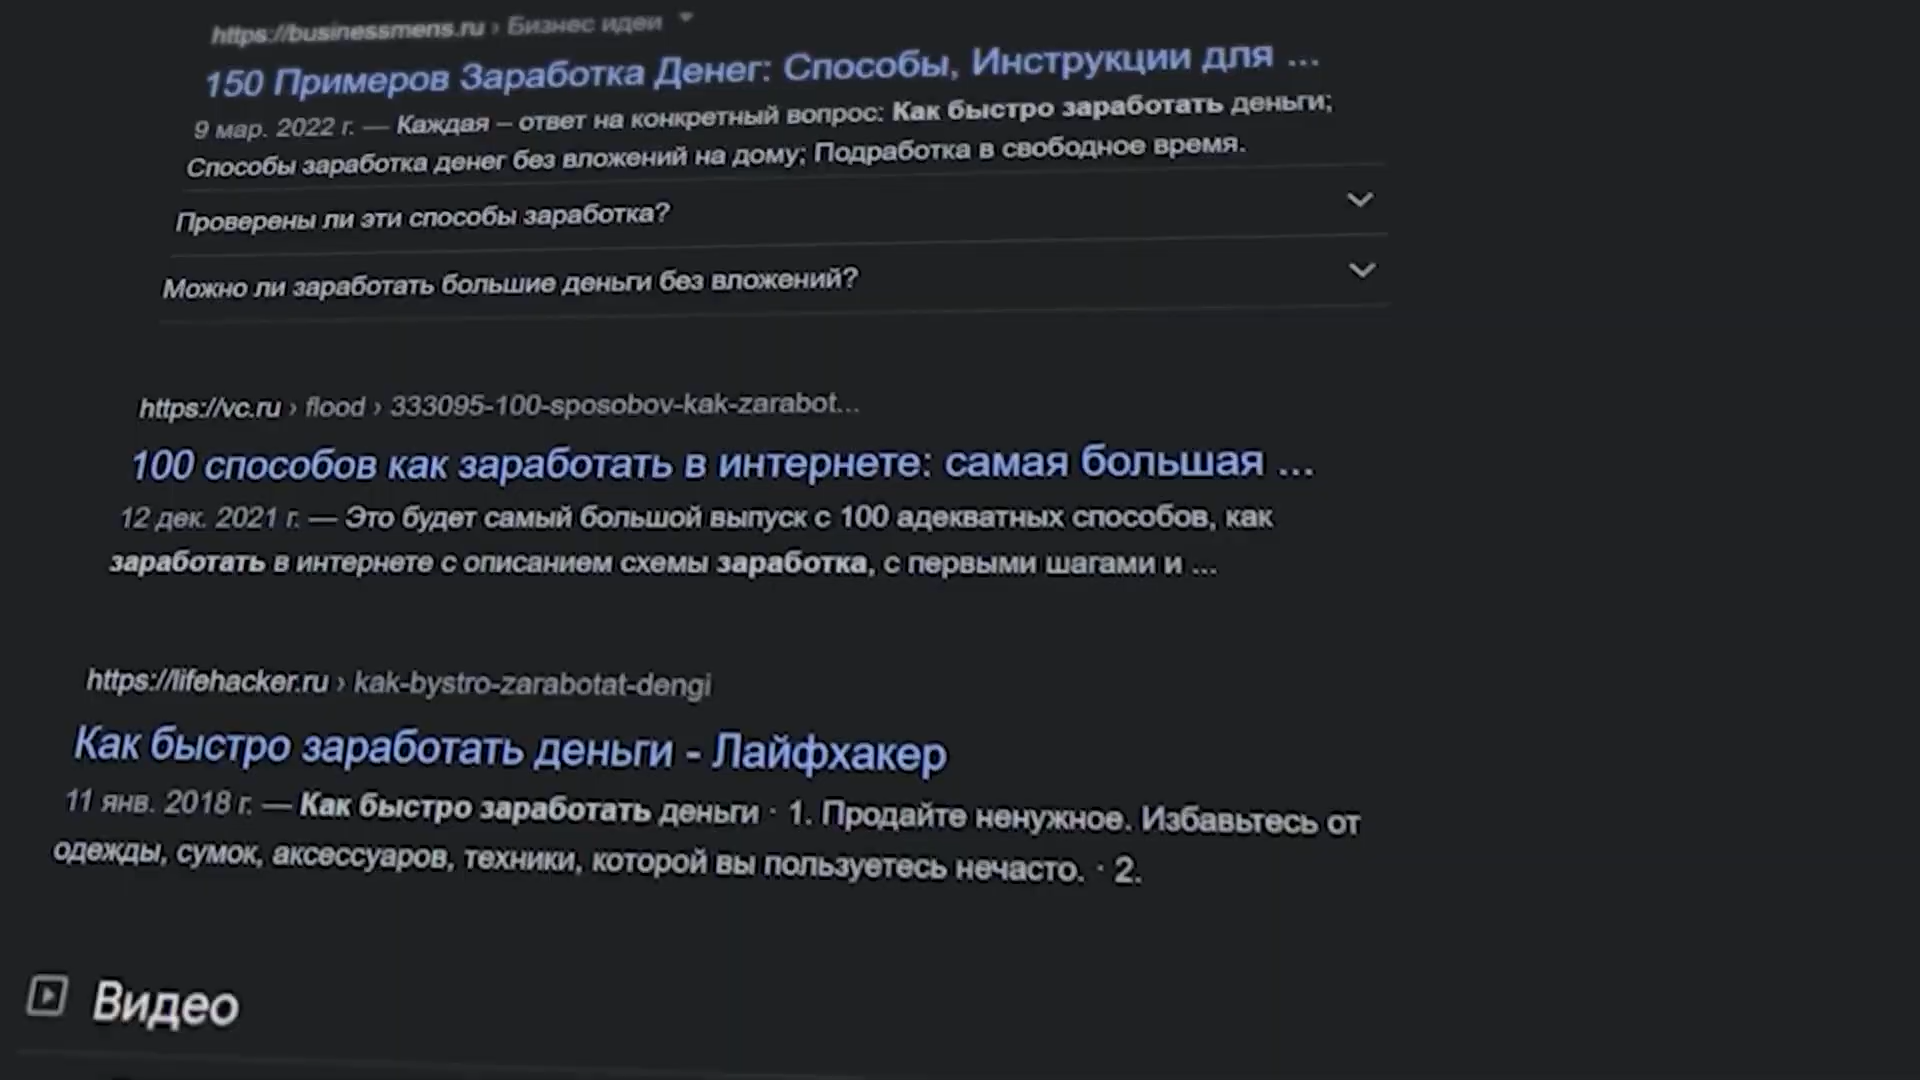 https://businessmens.ru › Бизнес идеи
150 Примеров Заработка Денег: Способы, Инструкции для ...
9 мар. 2022 г. — Каждая – ответ на конкретный вопрос: Как быстро заработать деньги;
Способы заработка денег без вложений на дому; Подработка в свободное время.
Проверены ли эти способы заработка?
Можно ли заработать большие деньги без вложений?
https://vc.ru › flood › 333095-100-sposobov-kak-zarabot...
100 способов как заработать в интернете: самая большая ...
12 дек. 2021 г. — Это будет самый большой выпуск с 100 адекватных способов, как
заработать в интернете с описанием схемы заработка, с первыми шагами и ...
https://lifehacker.ru › kak-bystro-zarabotat-dengi
Как быстро заработать деньги - Лайфхакер
11 янв. 2018 г. — Как быстро заработать деньги · 1. Продайте ненужное. Избавьтесь от
одежды, сумок, аксессуаров, техники, которой вы пользуетесь нечасто. · 2.
Видео